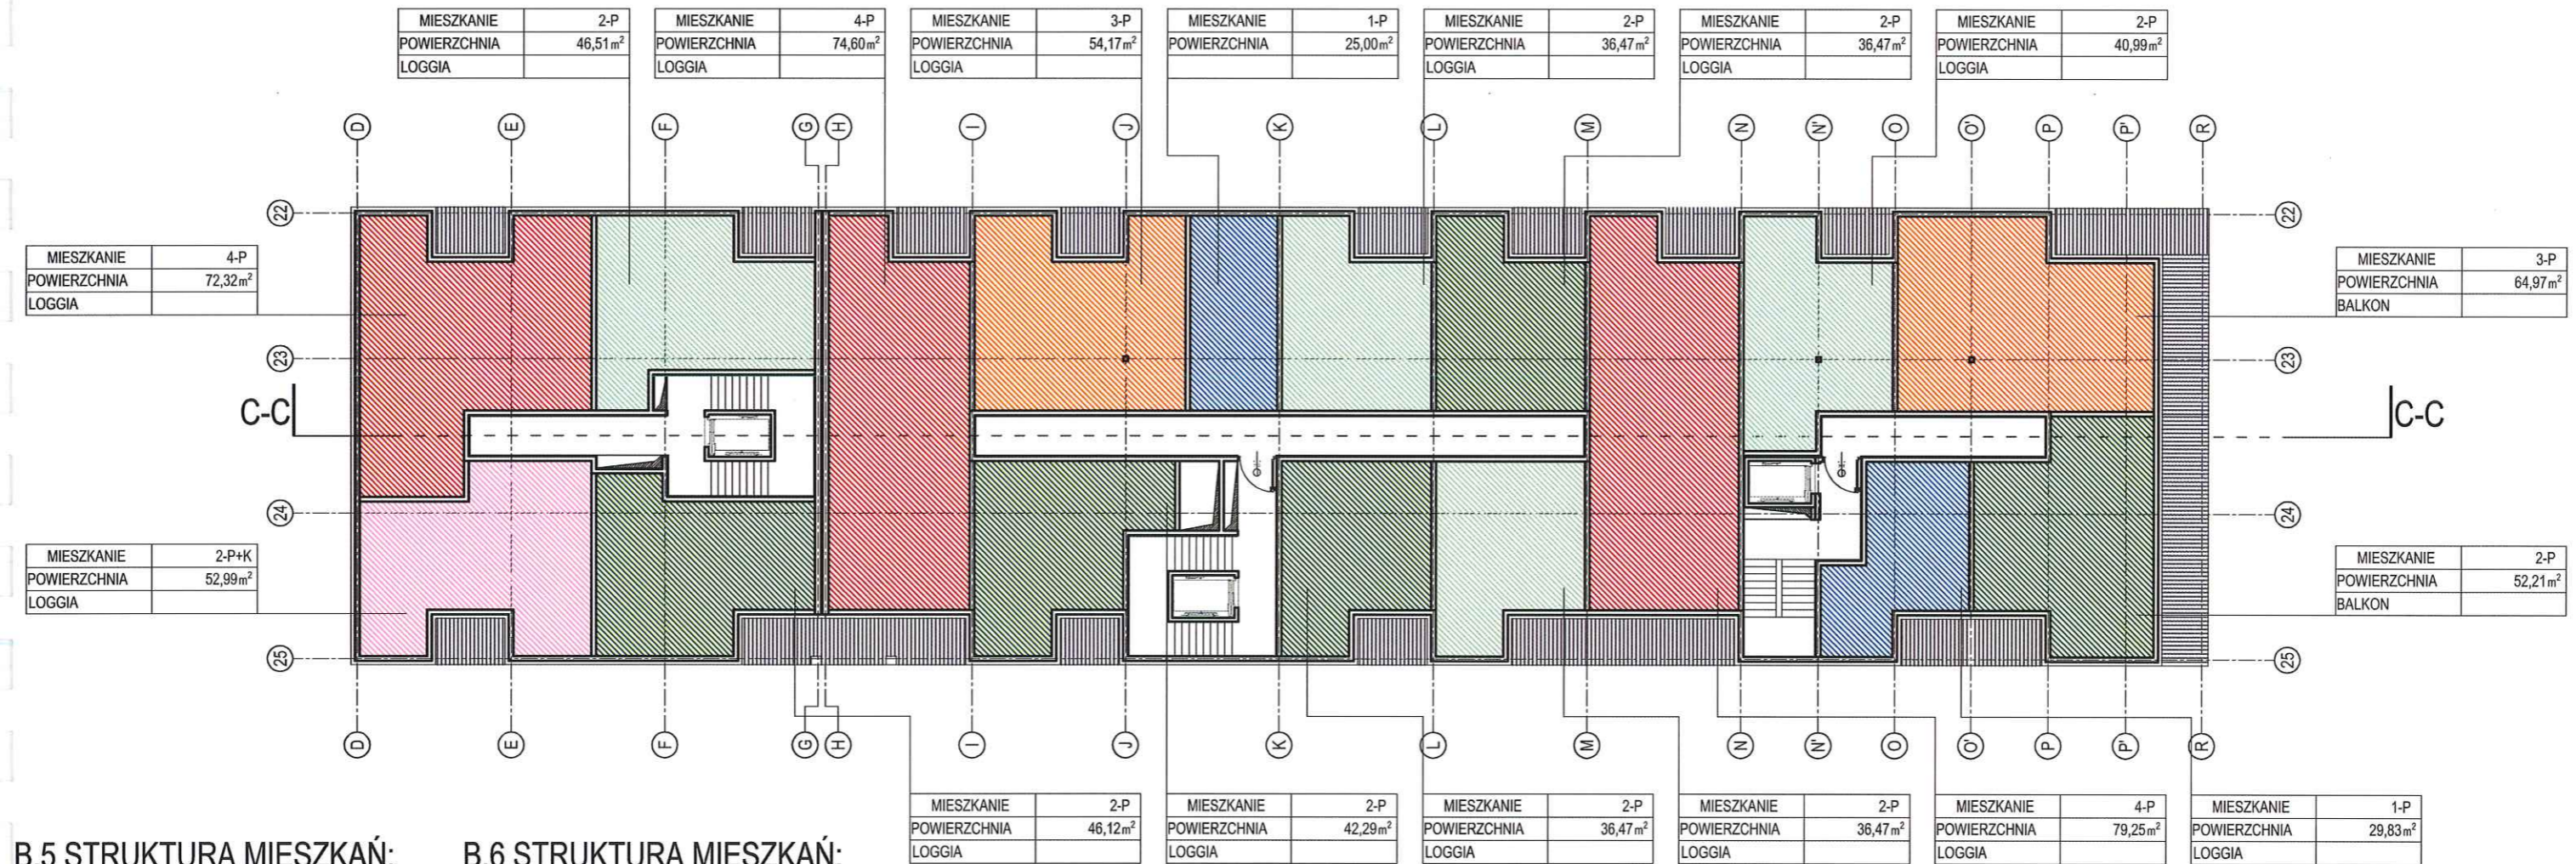 MIESZKANIE 2-P
POWIERZCHNIA 46,51m²
LOGGIA
MIESZKANIE 4-P
POWIERZCHNIA 74,60m²
LOGGIA
MIESZKANIE 3-P
POWIERZCHNIA 54,17m²
LOGGIA
MIESZKANIE 1-P
POWIERZCHNIA 25,00m²
MIESZKANIE 2-P
POWIERZCHNIA 36,47m²
LOGGIA
MIESZKANIE 2-P
POWIERZCHNIA 36,47m²
LOGGIA
MIESZKANIE 2-P
POWIERZCHNIA 40,99m²
LOGGIA
D E F G H I J K L M N N' O O' P P' R
22 22
MIESZKANIE 4-P
POWIERZCHNIA 72,32m²
LOGGIA
MIESZKANIE 3-P
POWIERZCHNIA 64,97m²
BALKON
23 23
C-C C-C
24 24
MIESZKANIE 2-P+K
POWIERZCHNIA 52,99m²
LOGGIA
MIESZKANIE 2-P
POWIERZCHNIA 52,21m²
BALKON
25 25
D E F G H I J K L M N N' O O' P P' R
MIESZKANIE 2-P
POWIERZCHNIA 46,12m²
LOGGIA
MIESZKANIE 2-P
POWIERZCHNIA 42,29m²
LOGGIA
MIESZKANIE 2-P
POWIERZCHNIA 36,47m²
LOGGIA
MIESZKANIE 2-P
POWIERZCHNIA 36,47m²
LOGGIA
MIESZKANIE 4-P
POWIERZCHNIA 79,25m²
LOGGIA
MIESZKANIE 1-P
POWIERZCHNIA 29,83m²
LOGGIA
B.5 STRUKTURA MIESZKAŃ:
B.6 STRUKTURA MIESZKAŃ: